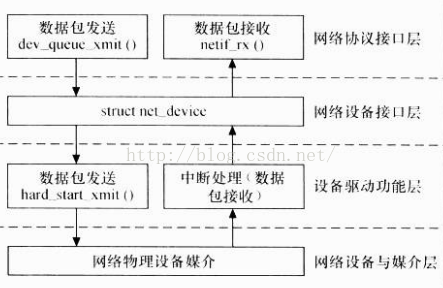 数据包发送
dev_queue_xmit()
数据包接收
netif_rx()
网络协议接口层
struct net_device
网络设备接口层
http://blog.csdn.net/
数据包发送
hard_start_xmit()
中断处理(数据
包接收)
设备驱动功能层
网络物理设备媒介
网络设备与媒介层